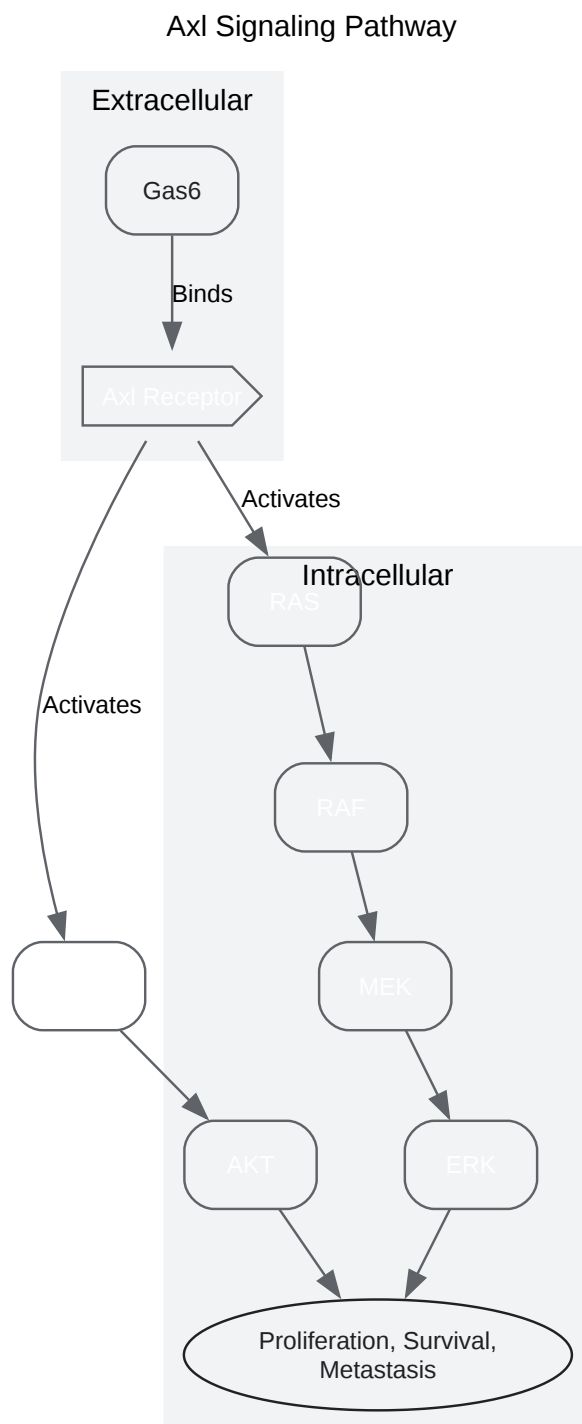 Axl Signaling Pathway
Extracellular
Gas6
Binds
Axl Receptor
Activates
Intracellular
RAS
Activates
RAF
MEK
AKT
ERK
Proliferation, Survival,
Metastasis